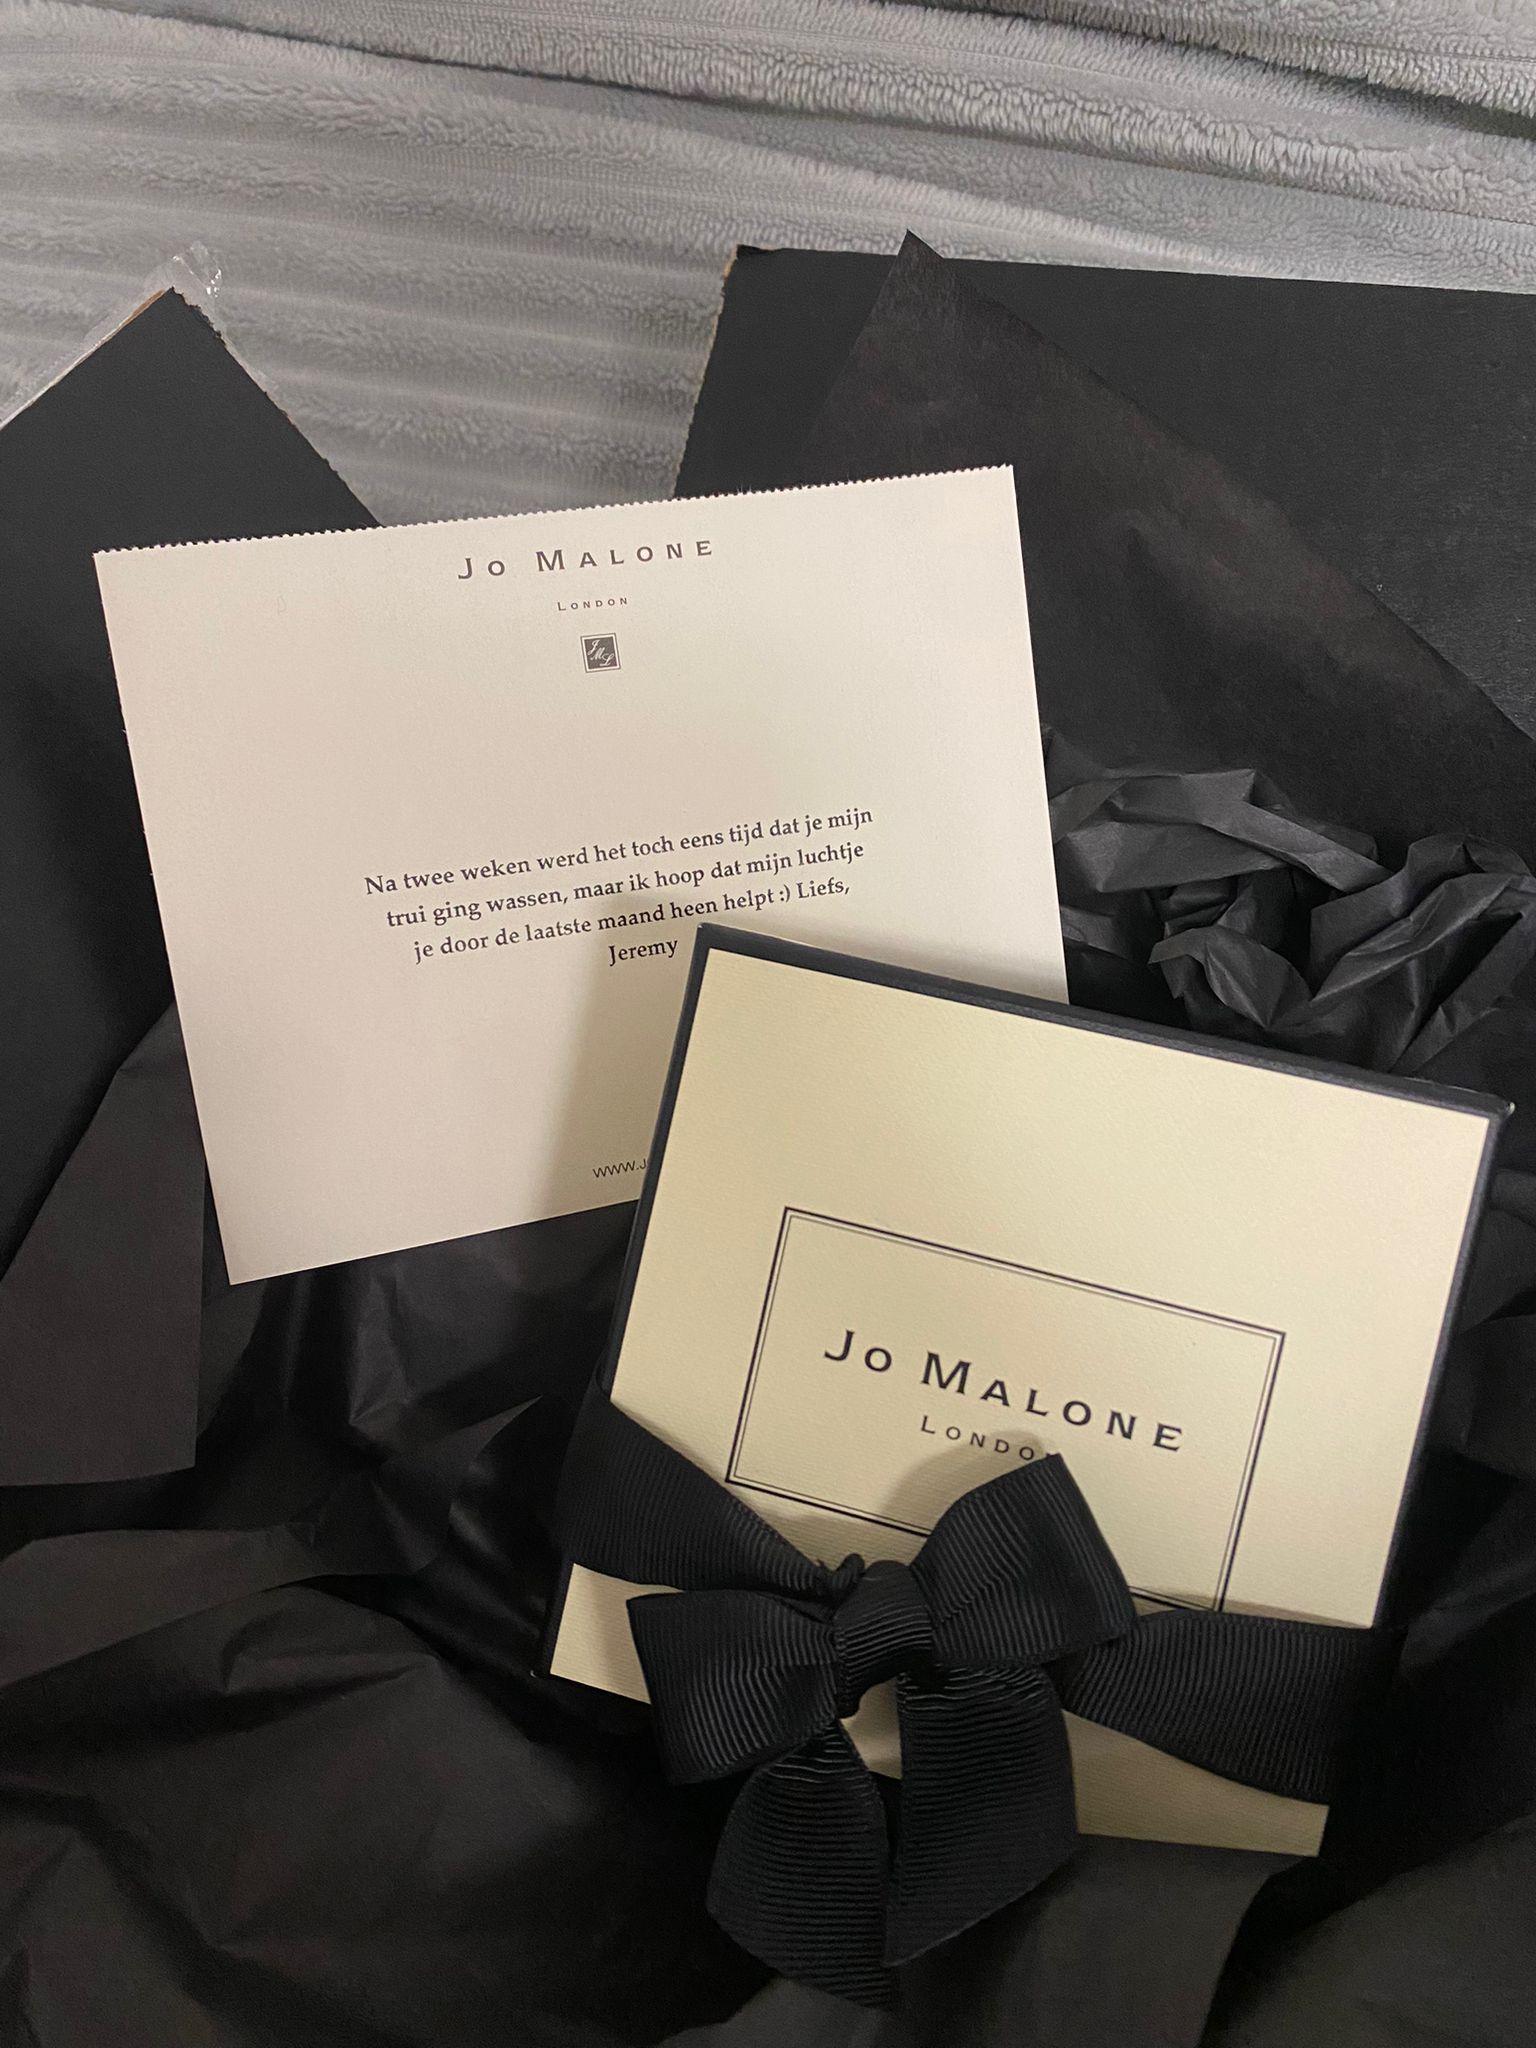 Jo Malone
London
JML
Na twee weken werd het toch eens tijd dat je mijn
trui ging wassen, maar ik hoop dat mijn luchtje
je door de laatste maand heen helpt :) Liefs,
Jeremy
Jo Malone